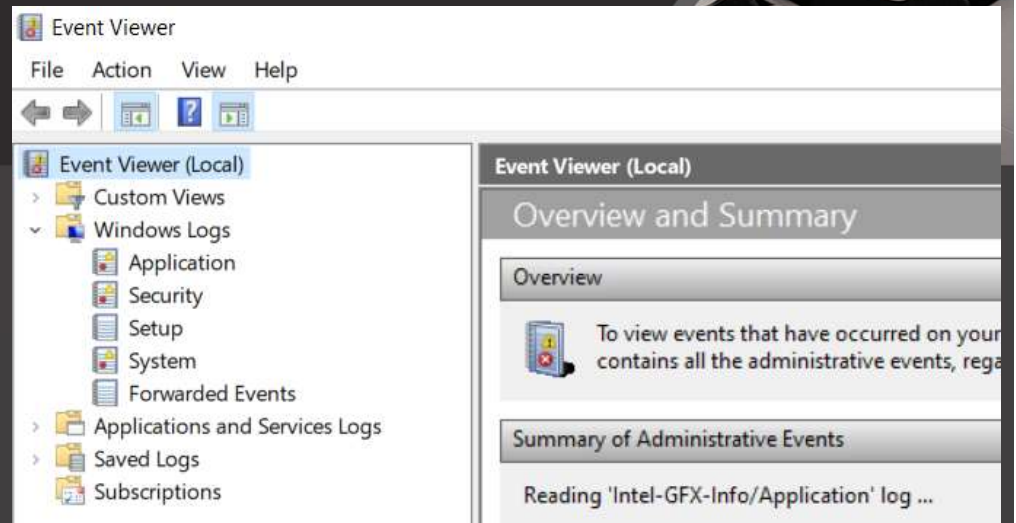 Event Viewer
File Action View Help
Event Viewer (Local)
Custom Views
Windows Logs
Application
Security
Setup
System
Forwarded Events
Applications and Services Logs
Saved Logs
Subscriptions
Event Viewer (Local)
Overview and Summary
Overview
To view events that have occurred on your
contains all the administrative events, rega
Summary of Administrative Events
Reading 'Intel-GFX-Info/Application' log ...